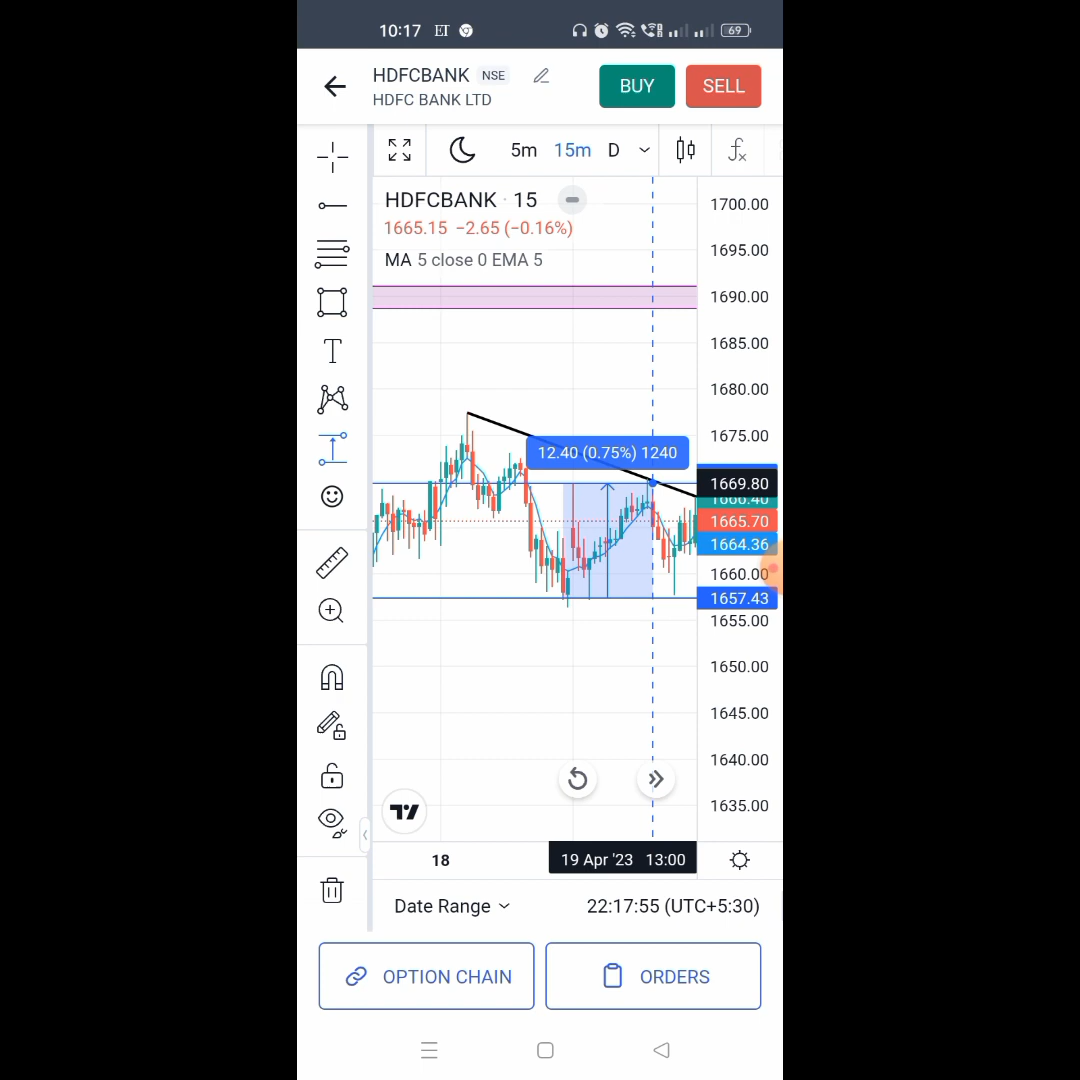 10:17 ET 69
HDFCBANK NSE
HDFC BANK LTD
BUY
SELL
5m 15m D
HDFCBANK · 15
1665.15 −2.65 (−0.16%)
MA 5 close 0 EMA 5
12.40 (0.75%) 1240
1700.00
1695.00
1690.00
1685.00
1680.00
1675.00
1669.80
1666.40
1665.70
1664.36
1660.00
1657.43
1655.00
1650.00
1645.00
1640.00
1635.00
18
19 Apr '23 13:00
Date Range
22:17:55 (UTC+5:30)
OPTION CHAIN
ORDERS